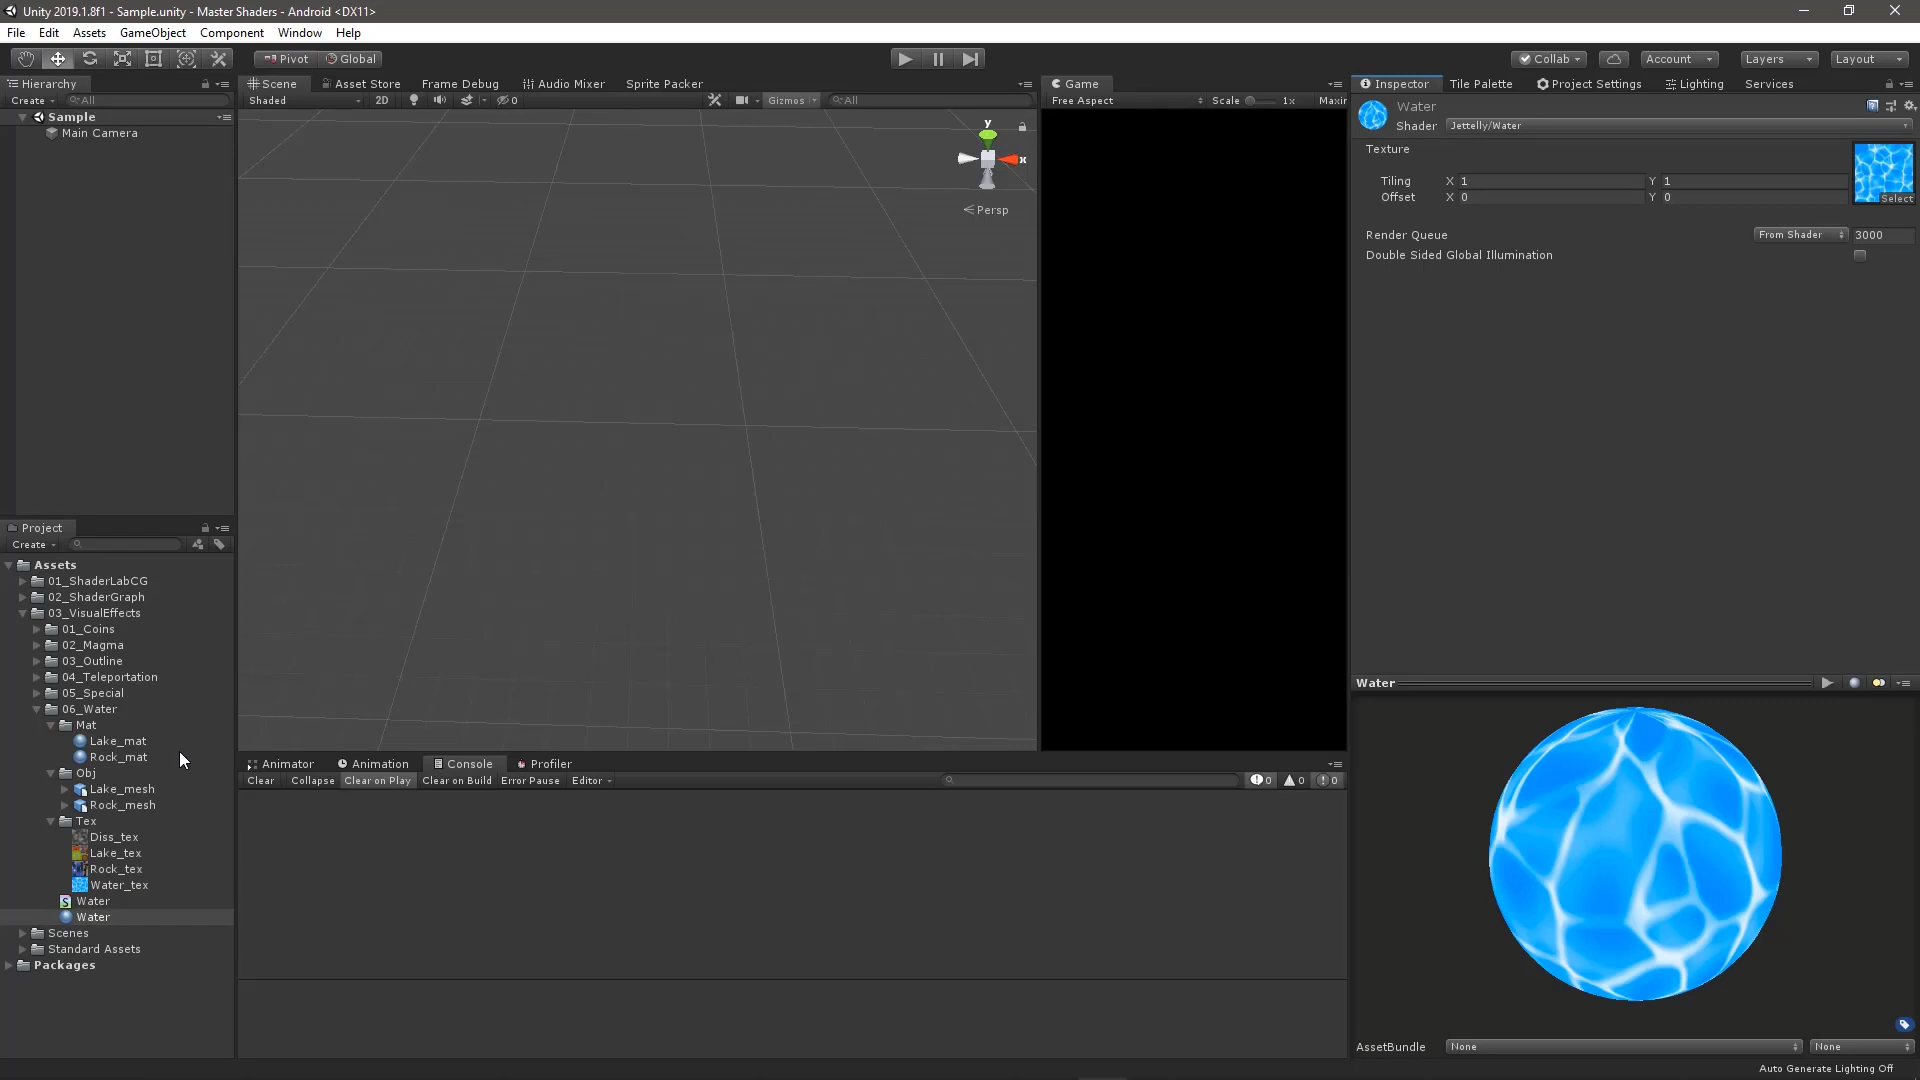 Unity 2019.1.8f1 - Sample.unity - Master Shaders - Android <DX11>
File Edit Assets GameObject Component Window Help
Pivot Global Collab Account Layers Layout
Hierarchy
Create All
Sample
Main Camera
Scene Asset Store Frame Debug Audio Mixer Sprite Packer
Shaded 2D 0 Gizmos All
y
x
Persp
Game
Free Aspect Scale 1x Maxir
Inspector Tile Palette Project Settings Lighting Services
Water
Shader Jettelly/Water
Texture
Tiling X 1 Y 1
Offset X 0 Y 0
Select
Render Queue From Shader 3000
Double Sided Global Illumination
Project
Create
Assets
01_ShaderLabCG
02_ShaderGraph
03_VisualEffects
01_Coins
02_Magma
03_Outline
04_Teleportation
05_Special
06_Water
Mat
Lake_mat
Rock_mat
Obj
Lake_mesh
Rock_mesh
Tex
Diss_tex
Lake_tex
Rock_tex
Water_tex
Water
Water
Scenes
Standard Assets
Packages
Animator Animation Console Profiler
Clear Collapse Clear on Play Clear on Build Error Pause Editor 0 0 0
Water
AssetBundle None None
Auto Generate Lighting Off